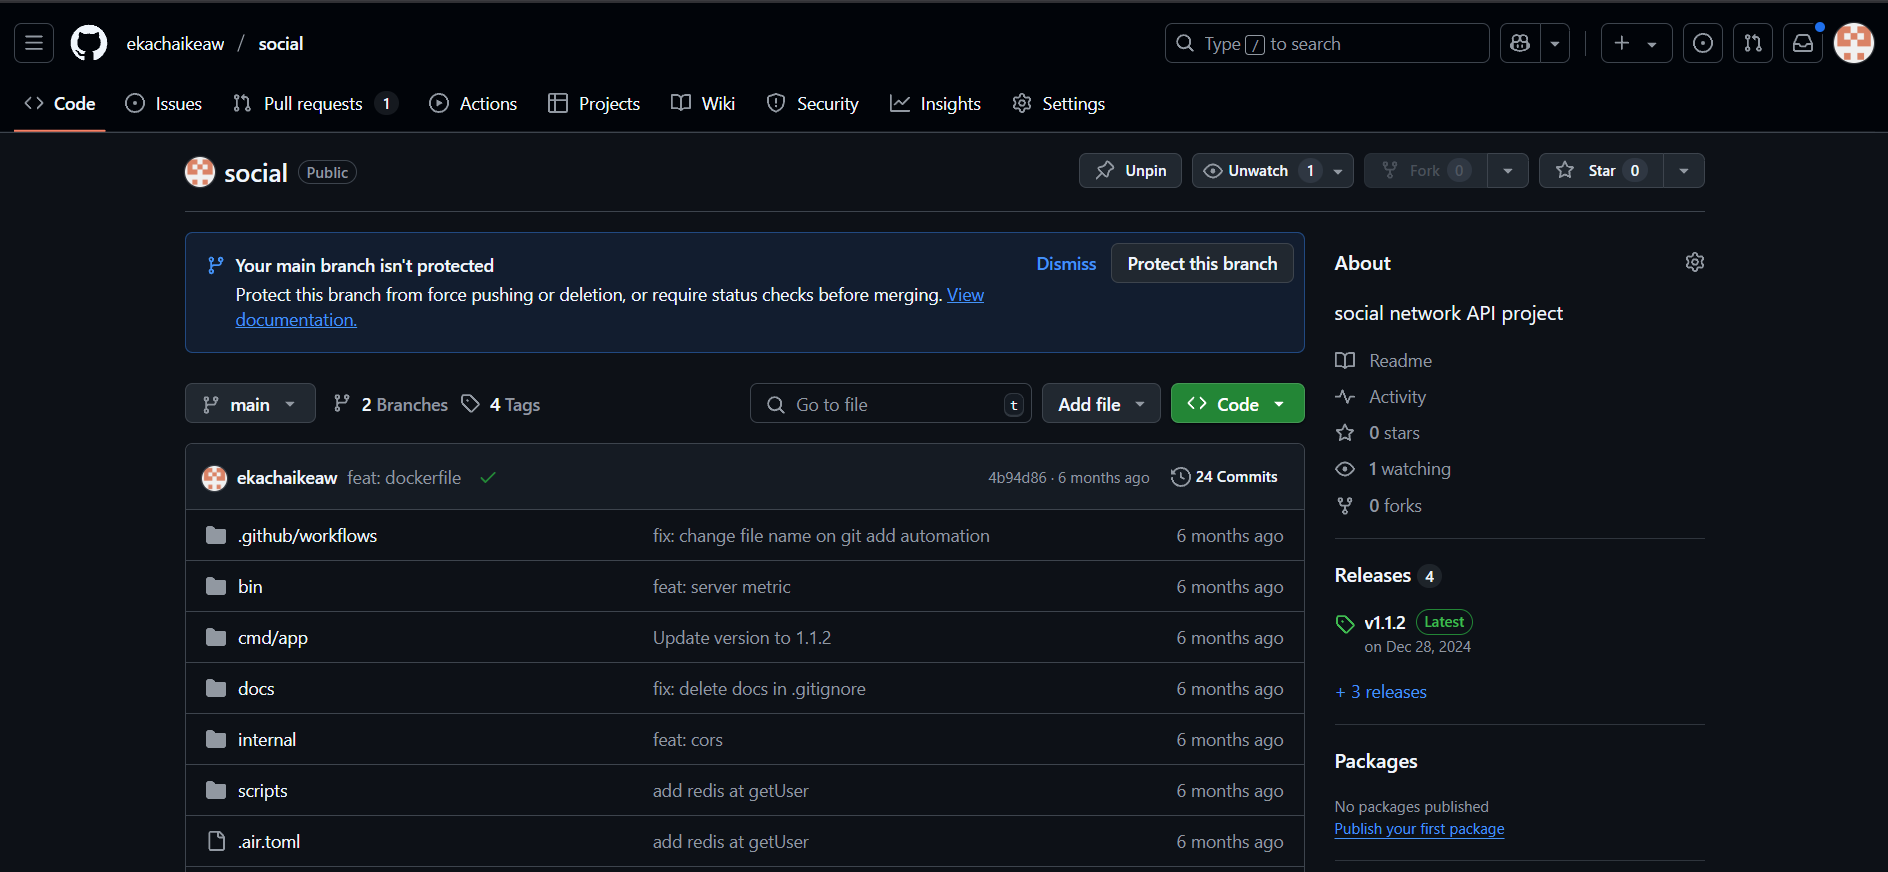 ekachaikeaw / social
Type / to search
Code Issues Pull requests 1 Actions Projects Wiki Security Insights Settings
social Public
Unpin Unwatch 1 Fork 0 Star 0
Your main branch isn't protected
Protect this branch from force pushing or deletion, or require status checks before merging. View
documentation.
Dismiss Protect this branch
main 2 Branches 4 Tags Go to file t Add file Code
ekachaikeaw feat: dockerfile 4b94d86 · 6 months ago 24 Commits
.github/workflows fix: change file name on git add automation 6 months ago
bin feat: server metric 6 months ago
cmd/app Update version to 1.1.2 6 months ago
docs fix: delete docs in .gitignore 6 months ago
internal feat: cors 6 months ago
scripts add redis at getUser 6 months ago
.air.toml add redis at getUser 6 months ago
About
social network API project
Readme
Activity
0 stars
1 watching
0 forks
Releases 4
v1.1.2 Latest
on Dec 28, 2024
+ 3 releases
Packages
No packages published
Publish your first package